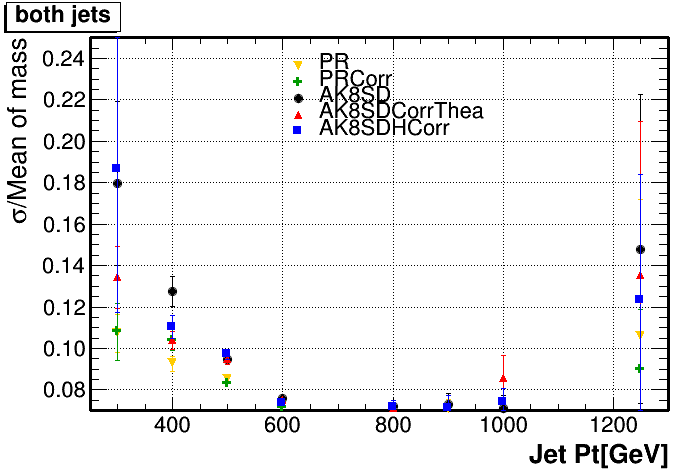 both jets
σ/Mean of mass
0.24
0.22
0.20
0.18
0.16
0.14
0.12
0.10
0.08
PR
PRCorr
AK8SD
AK8SDCorrThea
AK8SDHCorr
400 600 800 1000 1200
Jet Pt[GeV]